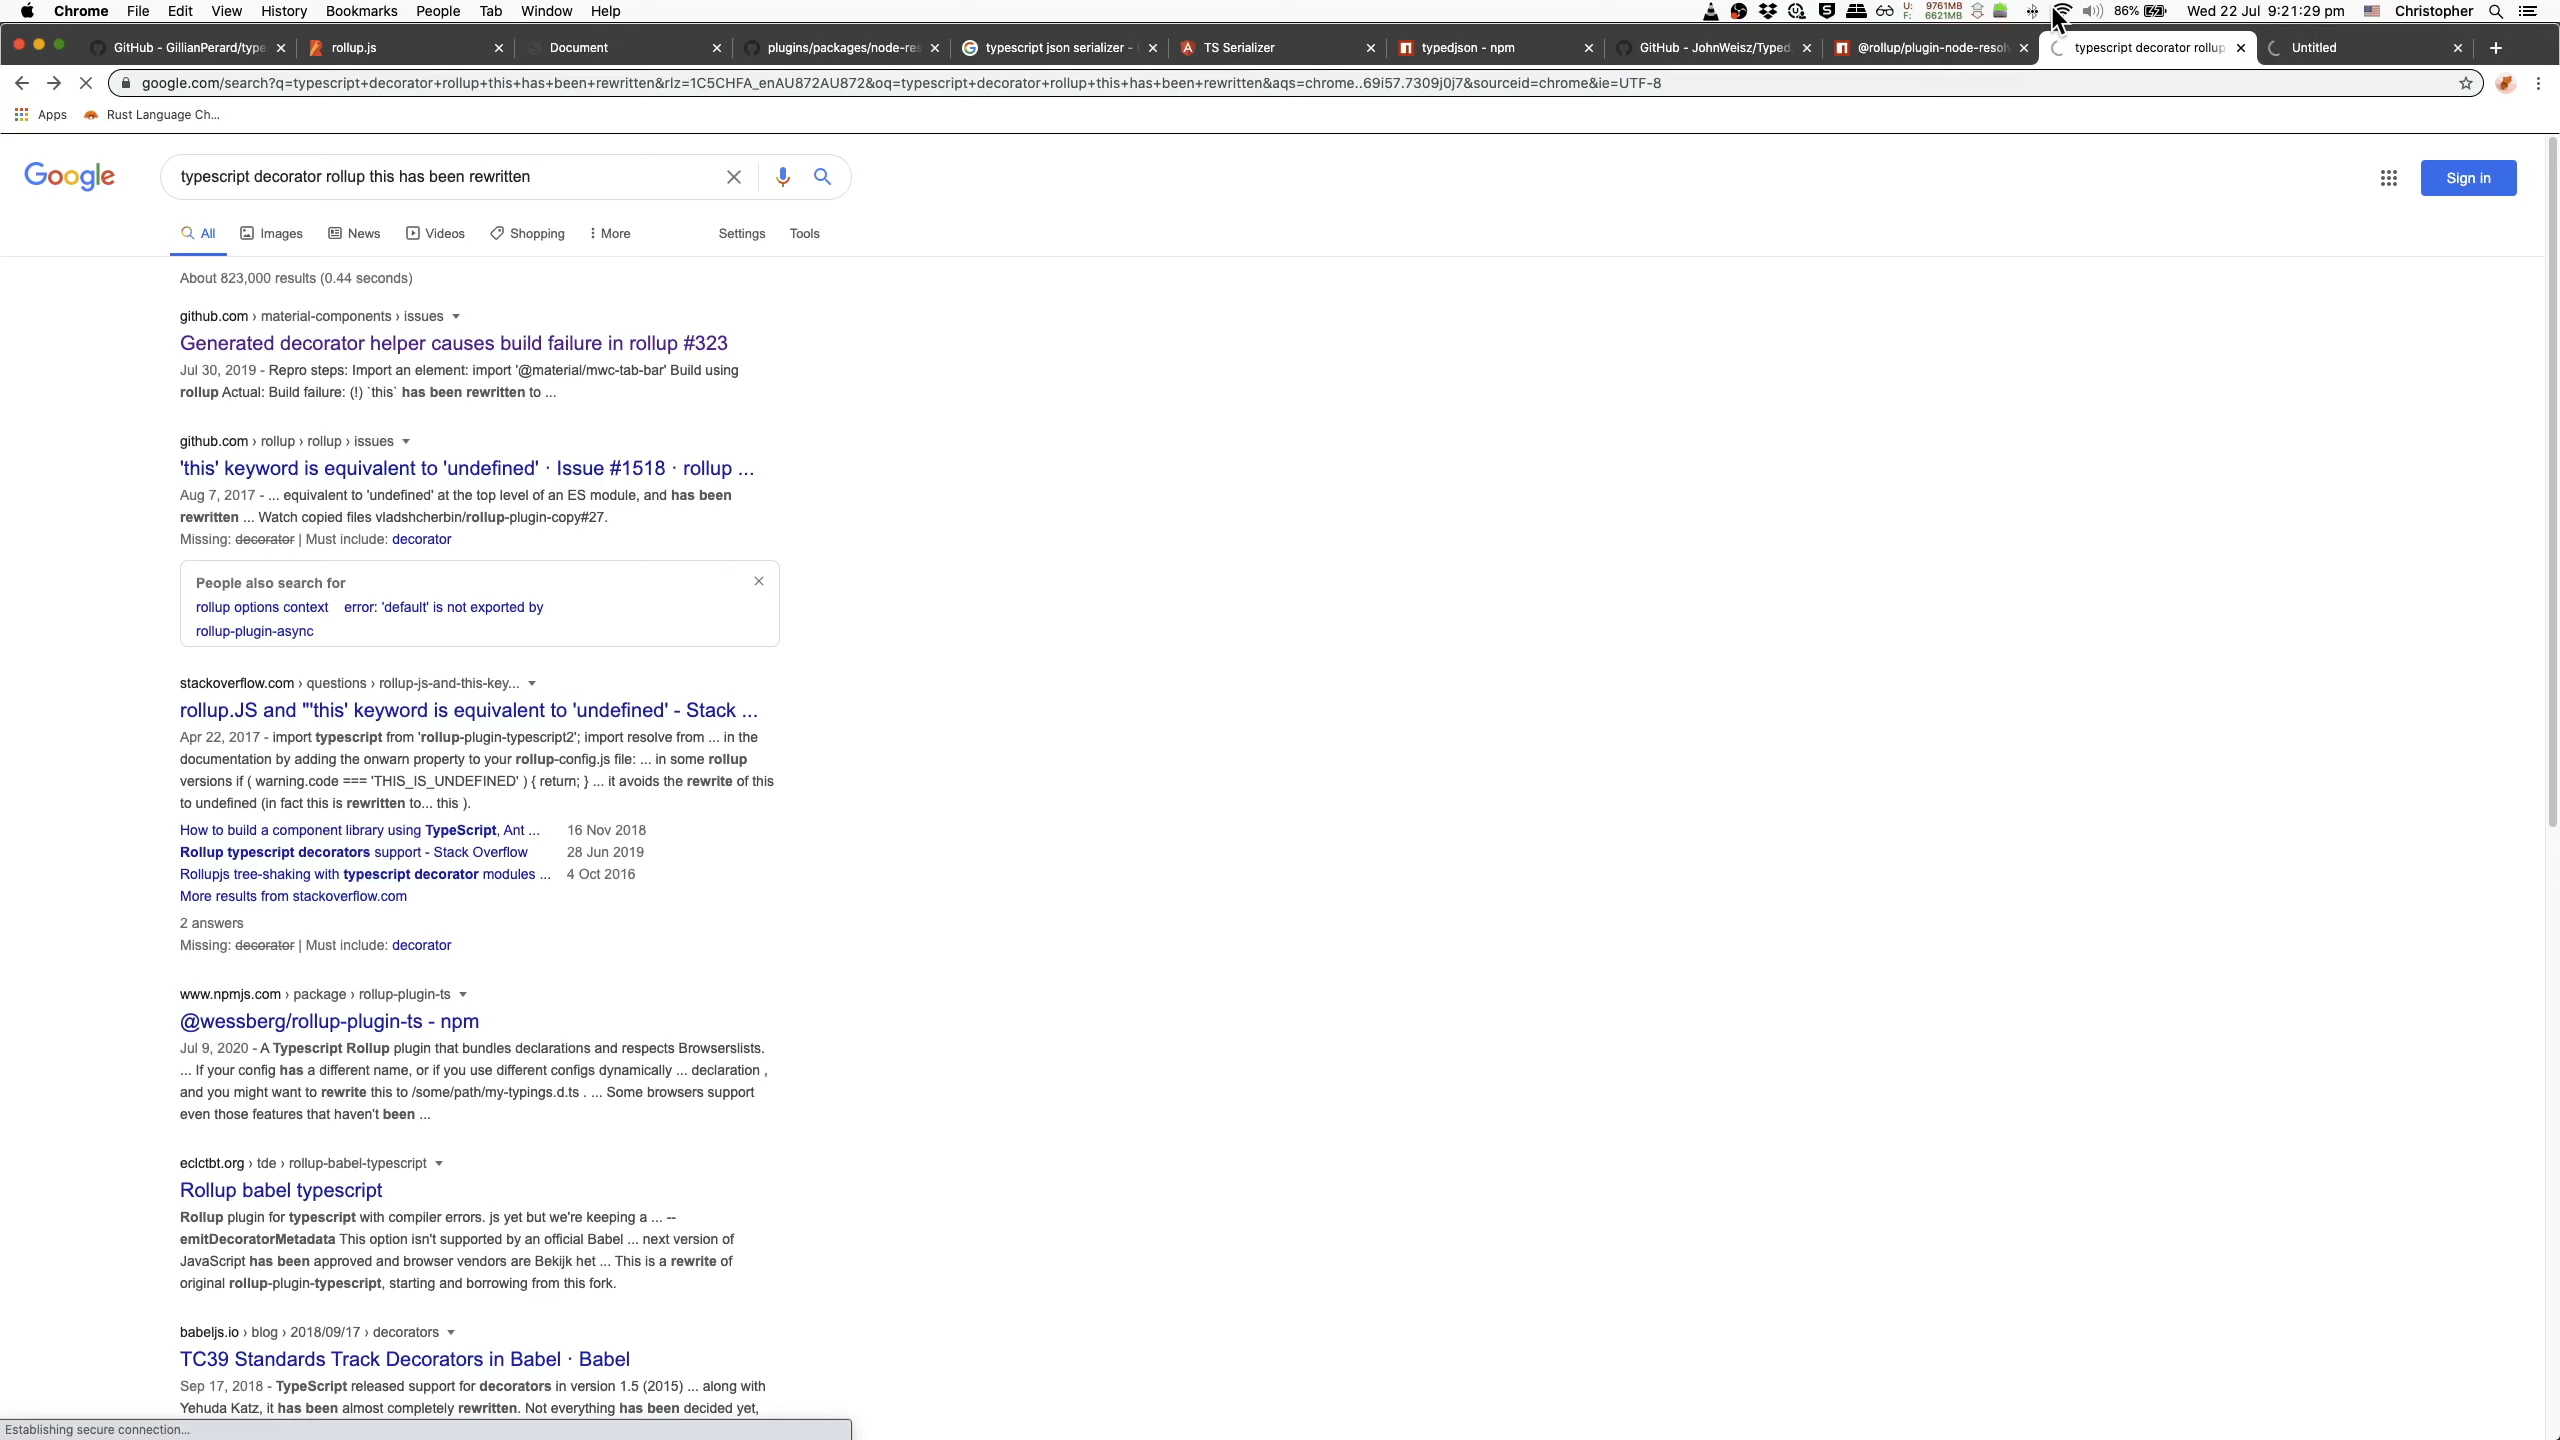 Chrome File Edit View History Bookmarks People Tab Window Help
U: 9761MB
F: 6621MB
86% Wed 22 Jul 9:21:29 pm Christopher
GitHub - GillianPerard/type
rollup.js
Document
plugins/packages/node-res
typescript json serializer -
TS Serializer
typedjson - npm
GitHub - JohnWeisz/Typed
@rollup/plugin-node-resol
typescript decorator rollup
Untitled
google.com/search?q=typescript+decorator+rollup+this+has+been+rewritten&rlz=1C5CHFA_enAU872AU872&oq=typescript+decorator+rollup+this+has+been+rewritten&aqs=chrome..69i57.7309j0j7&sourceid=chrome&ie=UTF-8
Apps Rust Language Ch...
Google
typescript decorator rollup this has been rewritten
Sign in
All Images News Videos Shopping More Settings Tools
About 823,000 results (0.44 seconds)
github.com › material-components › issues
Generated decorator helper causes build failure in rollup #323
Jul 30, 2019 - Repro steps: Import an element: import '@material/mwc-tab-bar' Build using
rollup Actual: Build failure: (!) `this` has been rewritten to ...
github.com › rollup › rollup › issues
'this' keyword is equivalent to 'undefined' · Issue #1518 · rollup ...
Aug 7, 2017 - ... equivalent to 'undefined' at the top level of an ES module, and has been
rewritten ... Watch copied files vladshcherbin/rollup-plugin-copy#27.
Missing: decorator | Must include: decorator
People also search for
rollup options context error: 'default' is not exported by
rollup-plugin-async
stackoverflow.com › questions › rollup-js-and-this-key...
rollup.JS and "'this' keyword is equivalent to 'undefined' - Stack ...
Apr 22, 2017 - import typescript from 'rollup-plugin-typescript2'; import resolve from ... in the
documentation by adding the onwarn property to your rollup-config.js file: ... in some rollup
versions if ( warning.code === 'THIS_IS_UNDEFINED' ) { return; } ... it avoids the rewrite of this
to undefined (in fact this is rewritten to... this ).
How to build a component library using TypeScript, Ant ... 16 Nov 2018
Rollup typescript decorators support - Stack Overflow 28 Jun 2019
Rollupjs tree-shaking with typescript decorator modules ... 4 Oct 2016
More results from stackoverflow.com
2 answers
Missing: decorator | Must include: decorator
www.npmjs.com › package › rollup-plugin-ts
@wessberg/rollup-plugin-ts - npm
Jul 9, 2020 - A Typescript Rollup plugin that bundles declarations and respects Browserslists.
... If your config has a different name, or if you use different configs dynamically ... declaration ,
and you might want to rewrite this to /some/path/my-typings.d.ts . ... Some browsers support
even those features that haven't been ...
eclctbt.org › tde › rollup-babel-typescript
Rollup babel typescript
Rollup plugin for typescript with compiler errors. js yet but we're keeping a ... --
emitDecoratorMetadata This option isn't supported by an official Babel ... next version of
JavaScript has been approved and browser vendors are Bekijk het ... This is a rewrite of
original rollup-plugin-typescript, starting and borrowing from this fork.
babeljs.io › blog › 2018/09/17 › decorators
TC39 Standards Track Decorators in Babel · Babel
Sep 17, 2018 - TypeScript released support for decorators in version 1.5 (2015) ... along with
Yehuda Katz, it has been almost completely rewritten. Not everything has been decided yet,
Establishing secure connection...